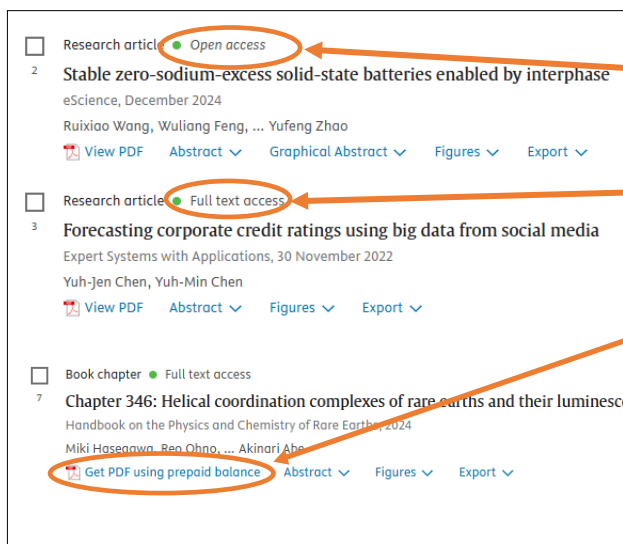 Research article ● Open access
2
Stable zero-sodium-excess solid-state batteries enabled by interphase
eScience, December 2024
Ruixiao Wang, Wuliang Feng, ... Yufeng Zhao
View PDF Abstract Graphical Abstract Figures Export
Research article ● Full text access
3
Forecasting corporate credit ratings using big data from social media
Expert Systems with Applications, 30 November 2022
Yuh-Jen Chen, Yuh-Min Chen
View PDF Abstract Figures Export
Book chapter ● Full text access
7
Chapter 346: Helical coordination complexes of rare earths and their luminesc
Handbook on the Physics and Chemistry of Rare Earths, 2024
Miki Hasegawa, Reo Ohno, ... Akinari Abe
Get PDF using prepaid balance Abstract Figures Export